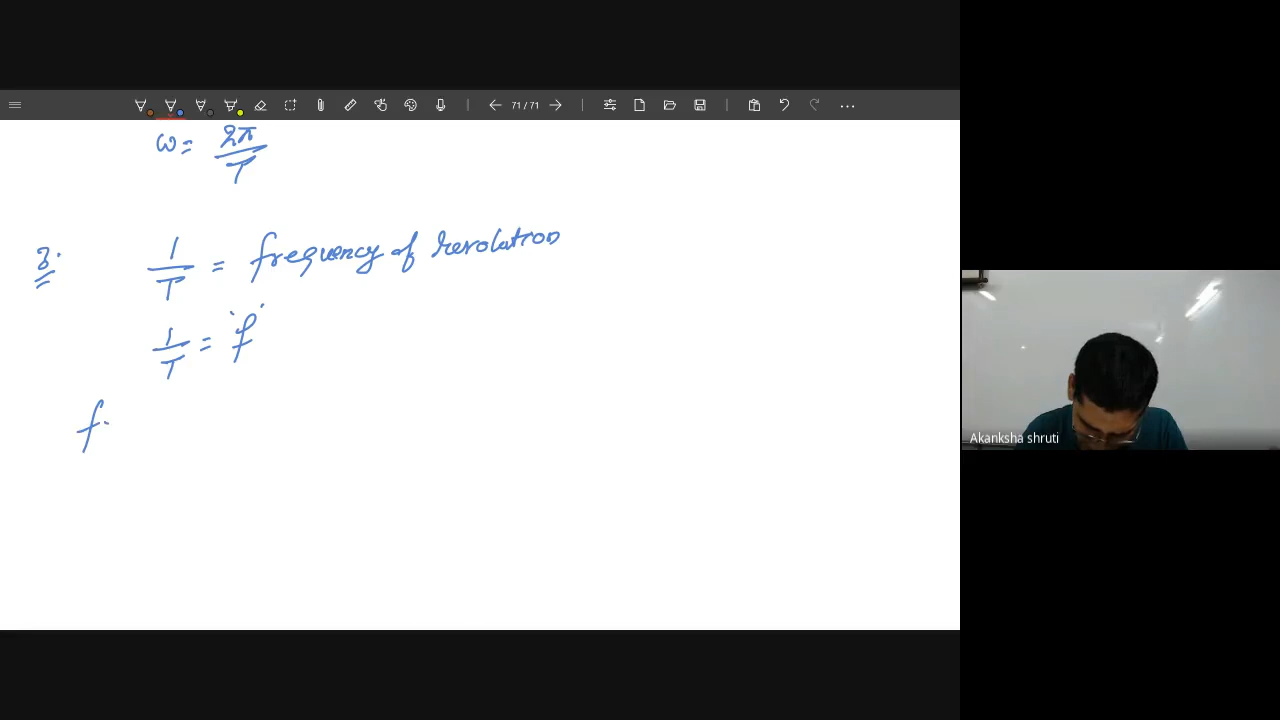 71 / 71
ω = 2π/T
3. 1/T = frequency of revolution
1/T = 'f'
f.
Akanksha shruti